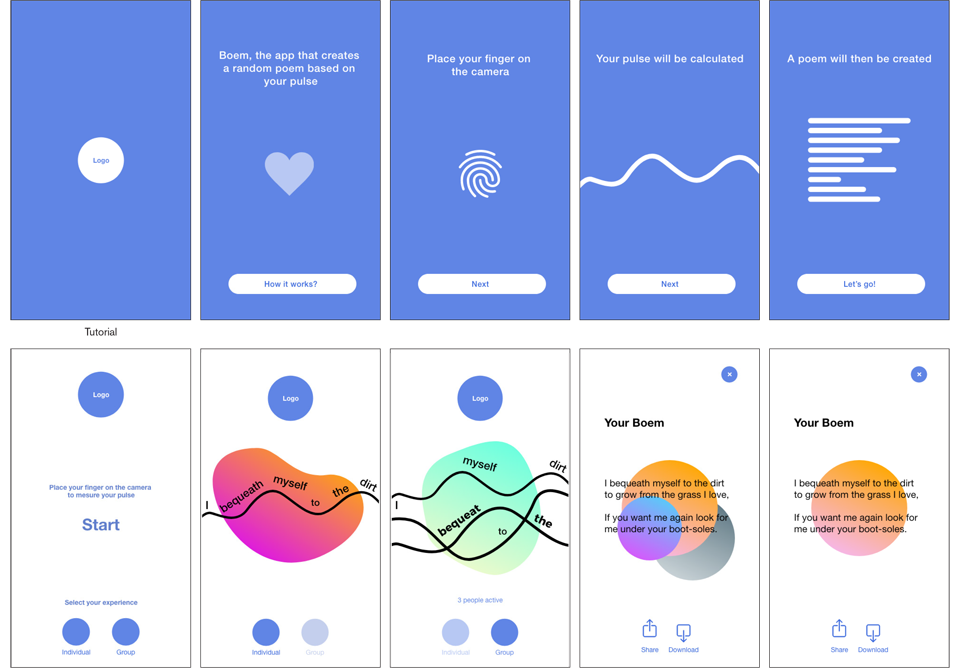 Logo
Boem, the app that creates
a random poem based on
your pulse
How it works?
Place your finger on
the camera
Next
Your pulse will be calculated
Next
A poem will then be created
Let's go!
Tutorial
Logo
Place your finger on the camera
to mesure your pulse
Start
Select your experience
Individual
Group
Logo
I bequeath myself to the dirt
Individual
Group
Logo
I myself dirt
bequeat to the
3 people active
Individual
Group
×
Your Boem
I bequeath myself to the dirt
to grow from the grass I love,
If you want me again look for
me under your boot-soles.
Share
Download
×
Your Boem
I bequeath myself to the dirt
to grow from the grass I love,
If you want me again look for
me under your boot-soles.
Share
Download